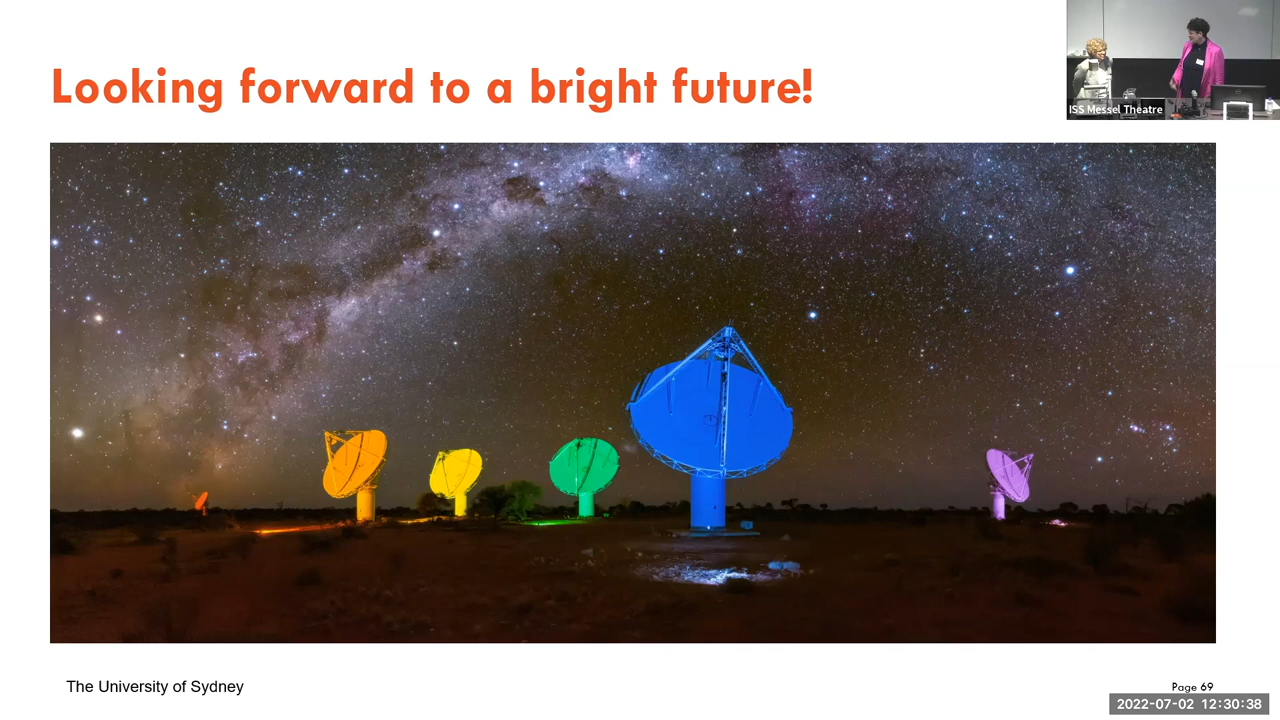 Looking forward to a bright future!
ISS Messel Theatre
The University of Sydney
Page 69
2022-07-02 12:30:38